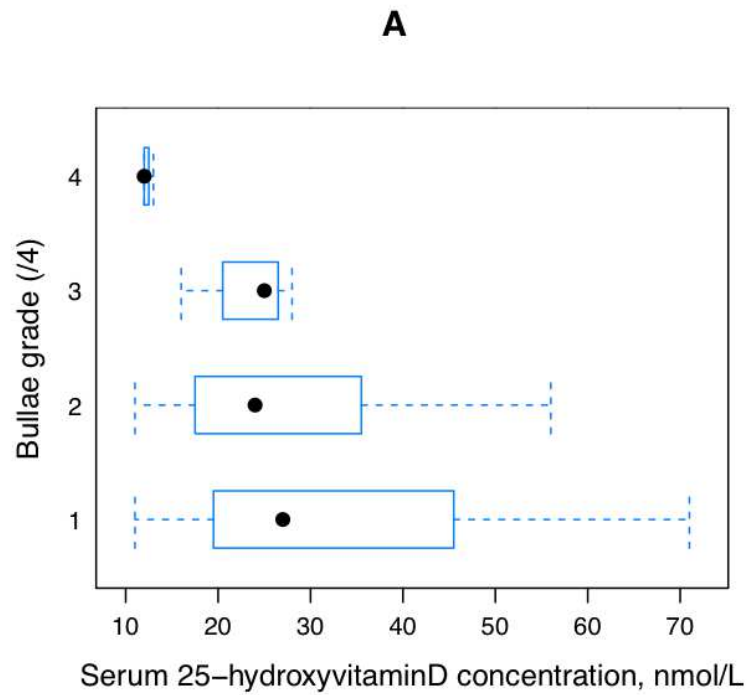 A
Bullae grade (/4)
4
3
2
1
10 20 30 40 50 60 70
Serum 25−hydroxyvitaminD concentration, nmol/L